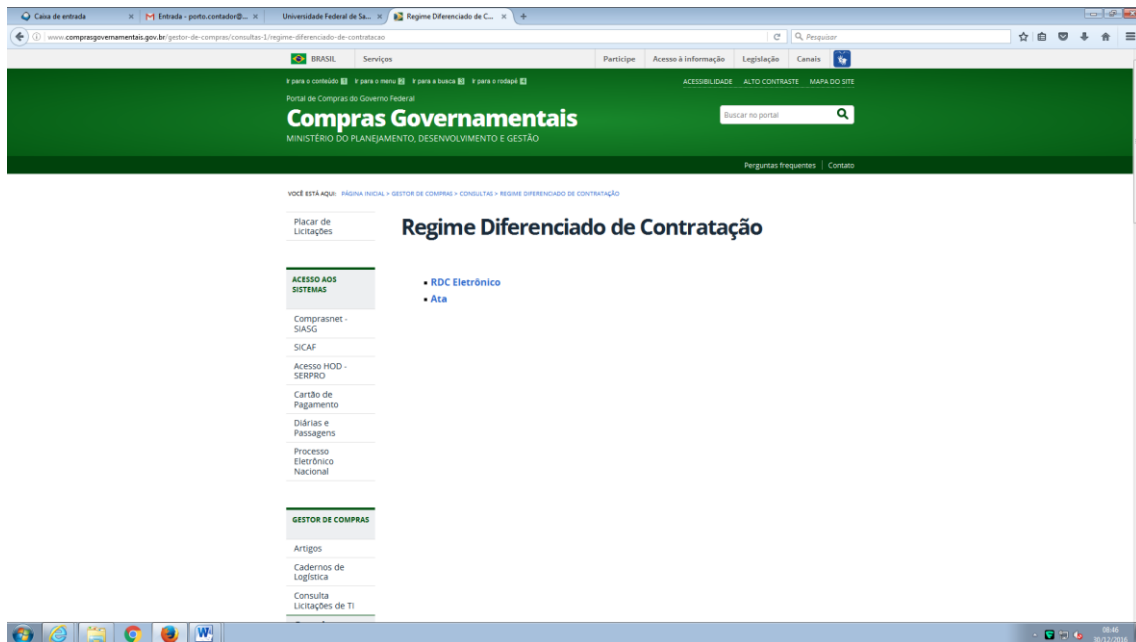 Caixa de entrada
Entrada - porto.contador@...
Universidade Federal de Sa...
Regime Diferenciado de C...
www.comprasgovernamentais.gov.br/gestor-de-compras/consultas-1/regime-diferenciado-de-contratacao
Pesquisar
BRASIL
Serviços
Participe
Acesso à informação
Legislação
Canais
Ir para o conteúdo 1
Ir para o menu 2
Ir para a busca 3
Ir para o rodapé 4
ACESSIBILIDADE
ALTO CONTRASTE
MAPA DO SITE
Portal de Compras do Governo Federal
Compras Governamentais
MINISTÉRIO DO PLANEJAMENTO, DESENVOLVIMENTO E GESTÃO
Buscar no portal
Perguntas frequentes
Contato
VOCÊ ESTÁ AQUI: PÁGINA INICIAL > GESTOR DE COMPRAS > CONSULTAS > REGIME DIFERENCIADO DE CONTRATAÇÃO
Placar de
Licitações
Regime Diferenciado de Contratação
RDC Eletrônico
Ata
ACESSO AOS
SISTEMAS
Comprasnet -
SIASG
SICAF
Acesso HOD -
SERPRO
Cartão de
Pagamento
Diárias e
Passagens
Processo
Eletrônico
Nacional
GESTOR DE COMPRAS
Artigos
Cadernos de
Logística
Consulta
Licitações de TI
08:46
30/12/2016